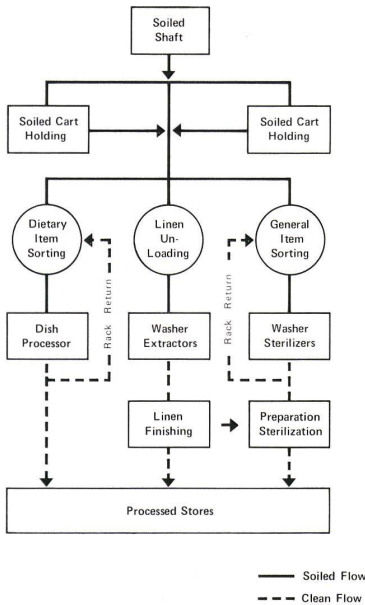 Soiled
Shaft
Soiled Cart
Holding
Soiled Cart
Holding
Dietary
Item
Sorting
Linen
Un-
Loading
General
Item
Sorting
Rack Return
Rack Return
Dish
Processor
Washer
Extractors
Washer
Sterilizers
Linen
Finishing
Preparation
Sterilization
Processed Stores
Soiled Flow
Clean Flow